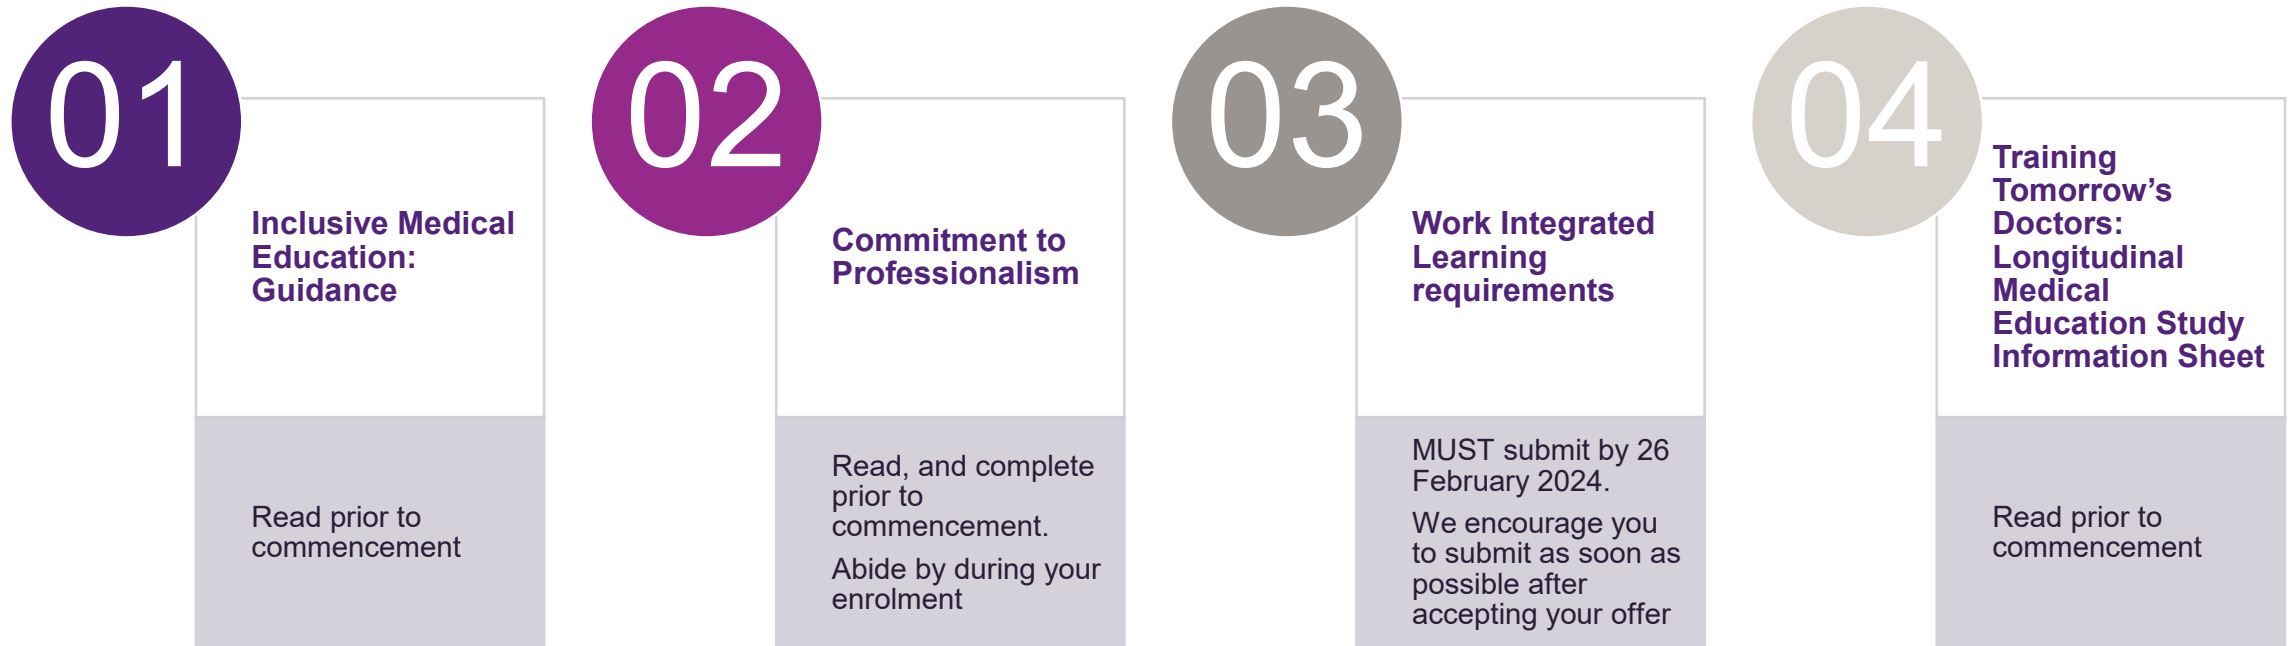 01
Inclusive Medical
Education:
Guidance
Read prior to
commencement
02
Commitment to
Professionalism
Read, and complete
prior to
commencement.
Abide by during your
enrolment
03
Work Integrated
Learning
requirements
MUST submit by 26
February 2024.
We encourage you
to submit as soon as
possible after
accepting your offer
04
Training
Tomorrow’s
Doctors:
Longitudinal
Medical
Education Study
Information Sheet
Read prior to
commencement